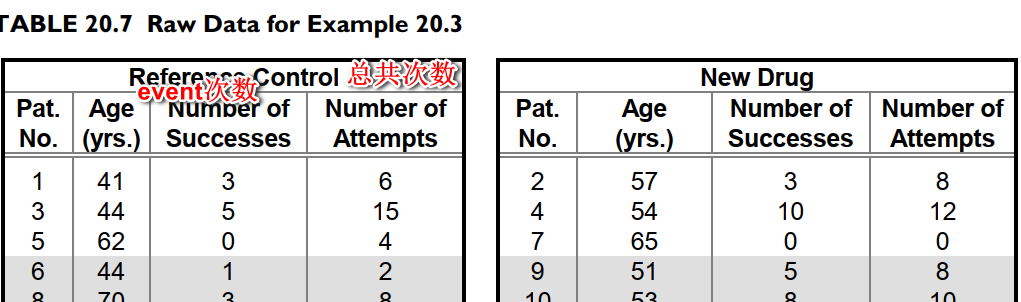 TABLE 20.7 Raw Data for Example 20.3
Reference Control 总共次数
event次数
Pat. No. Age (yrs.) Number of Successes Number of Attempts
1 41 3 6
3 44 5 15
5 62 0 4
6 44 1 2
8 70 3 8
New Drug
Pat. No. Age (yrs.) Number of Successes Number of Attempts
2 57 3 8
4 54 10 12
7 65 0 0
9 51 5 8
10 53 8 10